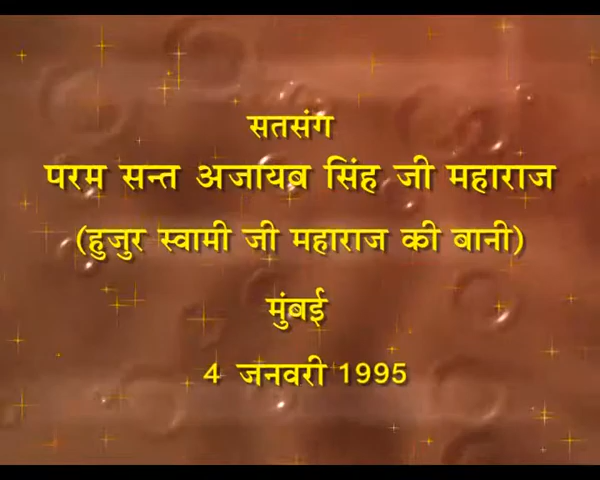 सतसंग
परम सन्त अजायब सिंह जी महाराज
(हुजुर स्वामी जी महाराज की बानी)
मुंबई
4 जनवरी 1995